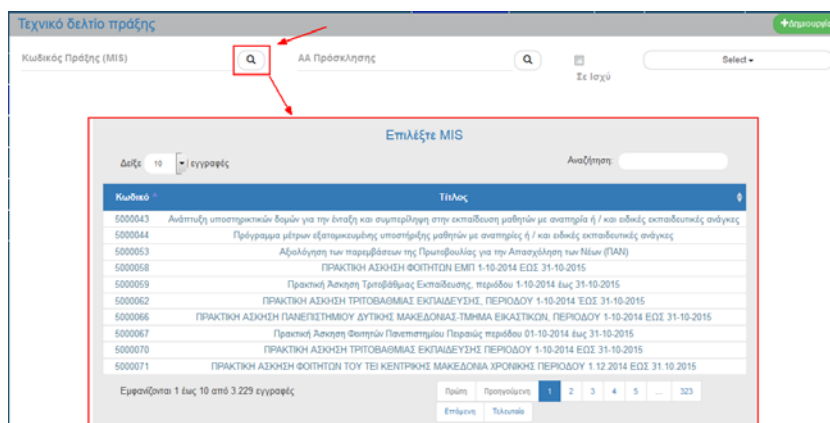 Τεχνικό δελτίο πράξης
+Δημιουργία
Κωδικός Πράξης (MIS)
ΑΑ Πρόσκλησης
Σε Ισχύ
Select
Επιλέξτε MIS
Δείξε 10 εγγραφές
Αναζήτηση:
Κωδικό Τίτλος
5000043 Ανάπτυξη υποστηρικτικών δομών για την ένταξη και συμπερίληψη στην εκπαίδευση μαθητών με αναπηρία ή / και ειδικές εκπαιδευτικές ανάγκες
5000044 Πρόγραμμα μέτρων εξατομικευμένης υποστήριξης μαθητών με αναπηρίες ή / και ειδικές εκπαιδευτικές ανάγκες
5000053 Αξιολόγηση των παρεμβάσεων της Πρωτοβουλίας για την Απασχόληση των Νέων (ΠΑΝ)
5000058 ΠΡΑΚΤΙΚΗ ΑΣΚΗΣΗ ΦΟΙΤΗΤΩΝ ΕΜΠ 1-10-2014 ΕΩΣ 31-10-2015
5000059 Πρακτική Άσκηση Τριτοβάθμιας Εκπαίδευσης, περιόδου 1-10-2014 έως 31-10-2015
5000062 ΠΡΑΚΤΙΚΗ ΑΣΚΗΣΗ ΤΡΙΤΟΒΑΘΜΙΑΣ ΕΚΠΑΙΔΕΥΣΗΣ, ΠΕΡΙΟΔΟΥ 1-10-2014 ΈΩΣ 31-10-2015
5000066 ΠΡΑΚΤΙΚΗ ΑΣΚΗΣΗ ΠΑΝΕΠΙΣΤΗΜΙΟΥ ΔΥΤΙΚΗΣ ΜΑΚΕΔΟΝΙΑΣ-ΤΜΗΜΑ ΕΙΚΑΣΤΙΚΩΝ, ΠΕΡΙΟΔΟΥ 1-10-2014 ΕΩΣ 31-10-2015
5000067 Πρακτική Άσκηση Φοιτητών Πανεπιστημίου Πειραιώς περιόδου 01-10-2014 έως 31-10-2015
5000070 ΠΡΑΚΤΙΚΗ ΑΣΚΗΣΗ ΤΡΙΤΟΒΑΘΜΙΑΣ ΕΚΠΑΙΔΕΥΣΗΣ ΠΕΡΙΟΔΟΥ 1-10-2014 ΕΩΣ 31-10-2015
5000071 ΠΡΑΚΤΙΚΗ ΑΣΚΗΣΗ ΦΟΙΤΗΤΩΝ ΤΟΥ ΤΕΙ ΚΕΝΤΡΙΚΗΣ ΜΑΚΕΔΟΝΙΑ ΧΡΟΝΙΚΗΣ ΠΕΡΙΟΔΟΥ 1.12.2014 ΕΩΣ 31.10.2015
Εμφανίζονται 1 έως 10 από 3.229 εγγραφές
Πρώτη Προηγούμενη 1 2 3 4 5 ... 323
Επόμενη Τελευταία